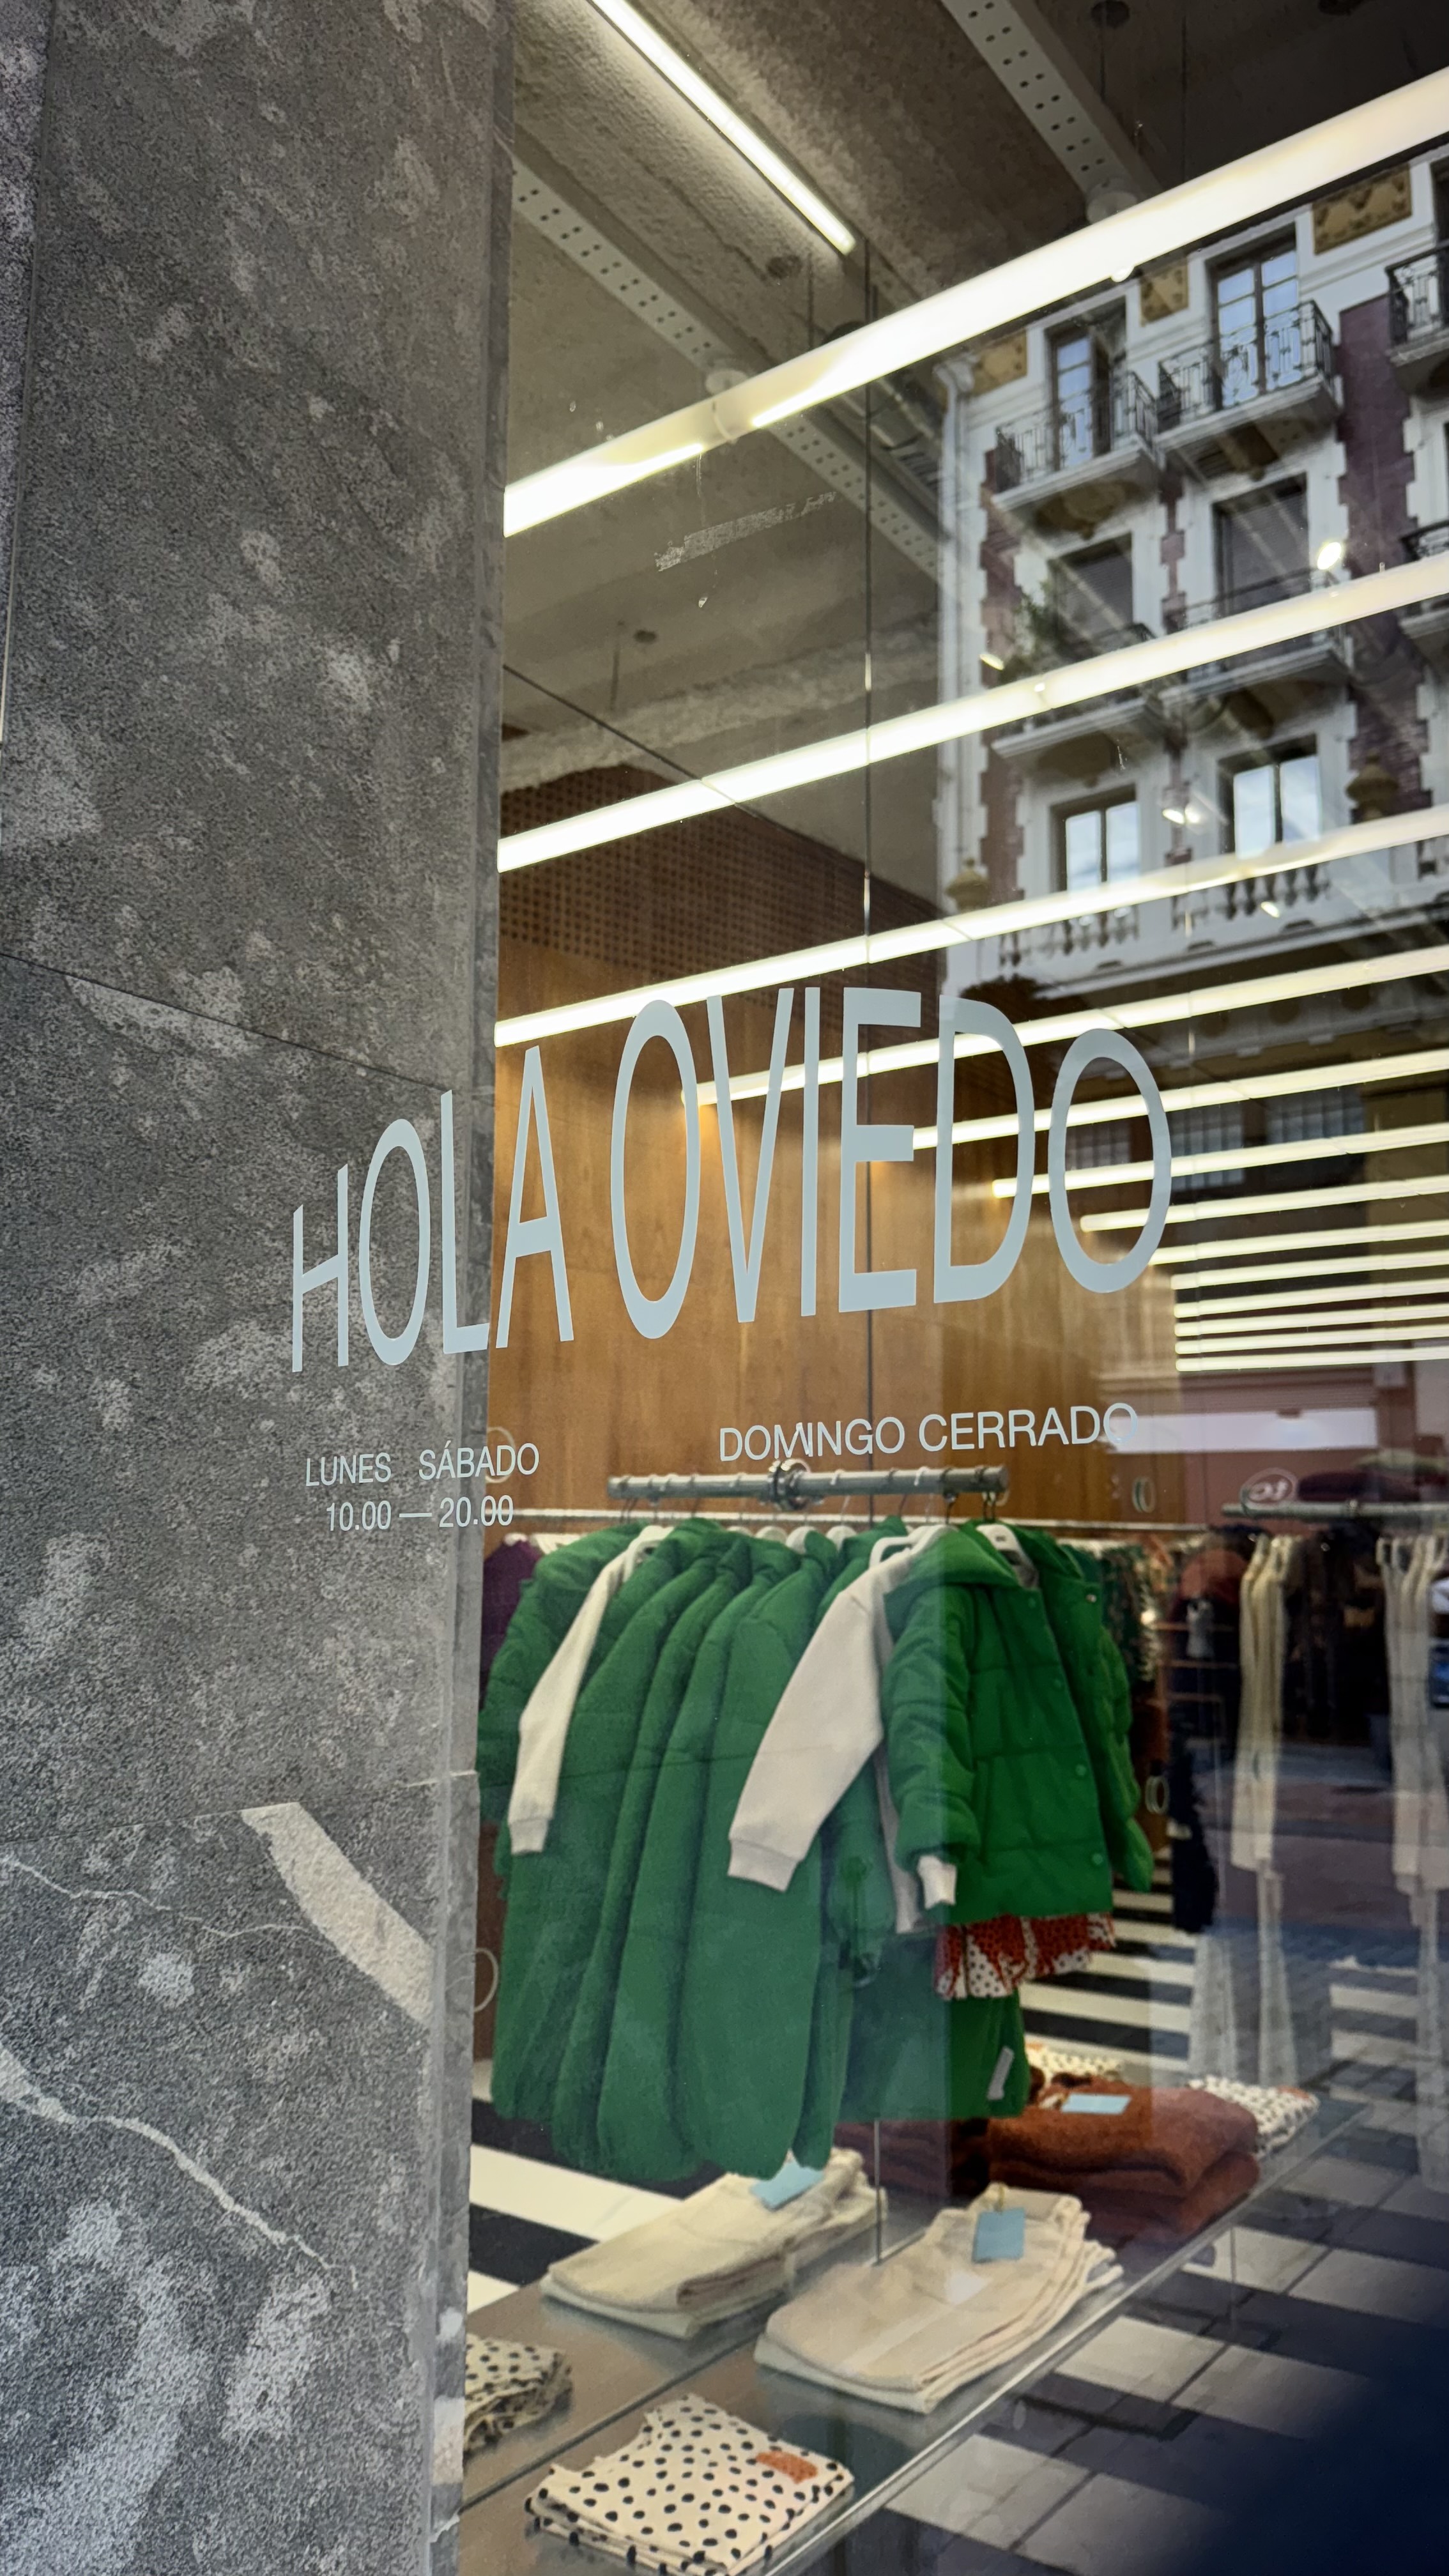 HOLA OVIEDO
LUNES SÁBADO
10.00 — 20.00
DOMINGO CERRADO